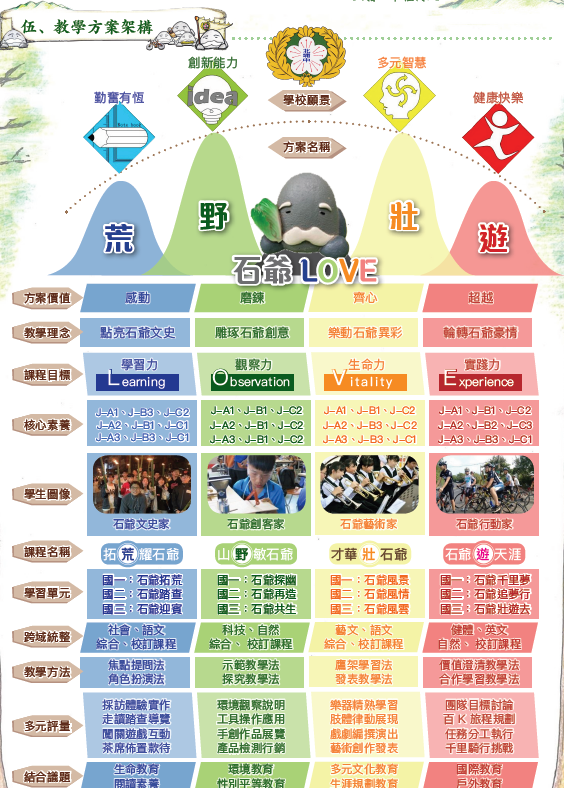 伍、教學方案架構
創新能力
多元智慧
勤奮有恆
idea
學校願景
健康快樂
Note book
方案名稱
荒
野
壯
遊
石爺 LOVE
方案價值 感動 磨鍊 齊心 超越
教學理念 點亮石爺文史 雕琢石爺創意 樂動石爺異彩 輪轉石爺豪情
課程目標 學習力 Learning 觀察力 Observation 生命力 Vitality 實踐力 Experience
核心素養
J-A1、J-B3、J-C2 J-A1、J-B1、J-C2 J-A1、J-B1、J-C2 J-A1、J-B1、J-C2
J-A2、J-B1、J-C1 J-A2、J-B1、J-C2 J-A2、J-B3、J-C2 J-A2、J-B2、J-C3
J-A3、J-B3、J-C1 J-A3、J-B1、J-C2 J-A3、J-B3、J-C1 J-A3、J-B3、J-C1
學生圖像
石爺文史家 石爺創客家 石爺藝術家 石爺行動家
課程名稱 拓荒耀石爺 山野敏石爺 才華壯石爺 石爺遊天涯
學習單元
國一：石爺拓荒 國一：石爺探幽 國一：石爺風景 國一：石爺千里夢
國二：石爺踏查 國二：石爺再造 國二：石爺風情 國二：石爺追夢行
國三：石爺迎賓 國三：石爺共生 國三：石爺風雲 國三：石爺壯遊去
跨域統整
社會、語文 科技、自然 藝文、語文 健體、英文
綜合、校訂課程 綜合、校訂課程 綜合、校訂課程 自然、校訂課程
教學方法
焦點提問法 示範教學法 鷹架學習法 價值澄清教學法
角色扮演法 探究教學法 發表教學法 合作學習教學法
多元評量
採訪體驗實作 環境觀察說明 樂器精熟學習 團隊目標討論
走讀踏查導覽 工具操作應用 肢體律動展現 百K旅程規劃
闖關遊戲互動 手創作品展覽 戲劇編撰演出 任務分工執行
茶席佈置款待 產品檢測行銷 藝術創作發表 千里騎行挑戰
結合議題
生命教育 環境教育 多元文化教育 國際教育
閱讀素養 性別平等教育 生涯規劃教育 戶外教育